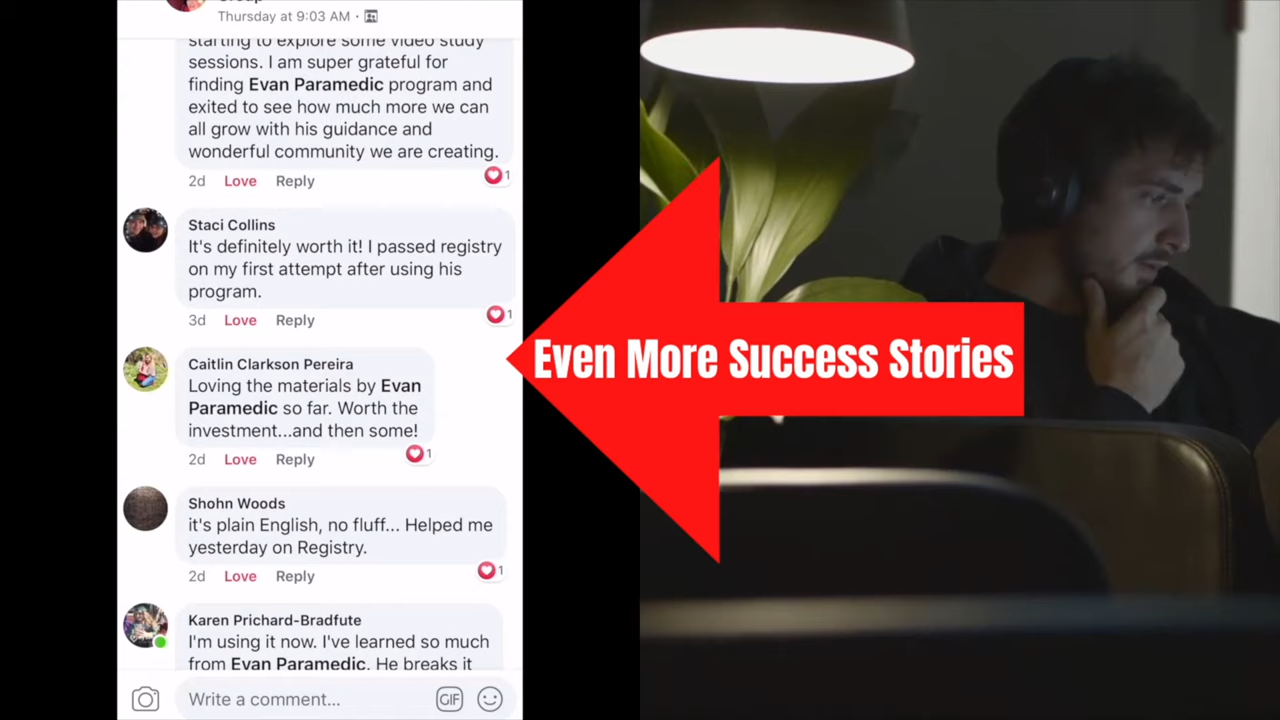 Thursday at 9:03 AM ·
starting to explore some video study
sessions. I am super grateful for
finding Evan Paramedic program and
exited to see how much more we can
all grow with his guidance and
wonderful community we are creating.
2d Love Reply 1
Staci Collins
It's definitely worth it! I passed registry
on my first attempt after using his
program.
3d Love Reply 1
Caitlin Clarkson Pereira
Loving the materials by Evan
Paramedic so far. Worth the
investment...and then some!
2d Love Reply 1
Shohn Woods
it's plain English, no fluff... Helped me
yesterday on Registry.
2d Love Reply 1
Karen Prichard-Bradfute
I'm using it now. I've learned so much
from Evan Paramedic. He breaks it
Write a comment... GIF
Even More Success Stories